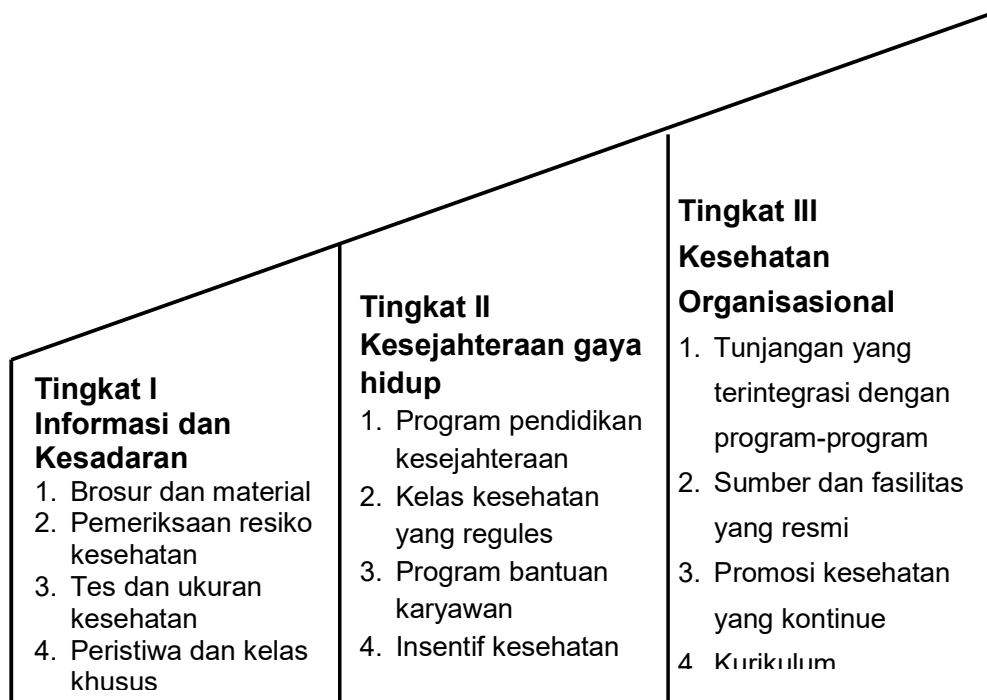 Tingkat I
Informasi dan
Kesadaran
1. Brosur dan material
2. Pemeriksaan resiko
kesehatan
3. Tes dan ukuran
kesehatan
4. Peristiwa dan kelas
khusus
Tingkat II
Kesejahteraan gaya
hidup
1. Program pendidikan
kesejahteraan
2. Kelas kesehatan
yang regules
3. Program bantuan
karyawan
4. Insentif kesehatan
Tingkat III
Kesehatan
Organisasional
1. Tunjangan yang
terintegrasi dengan
program-program
2. Sumber dan fasilitas
yang resmi
3. Promosi kesehatan
yang kontinue
4. Kurikulum